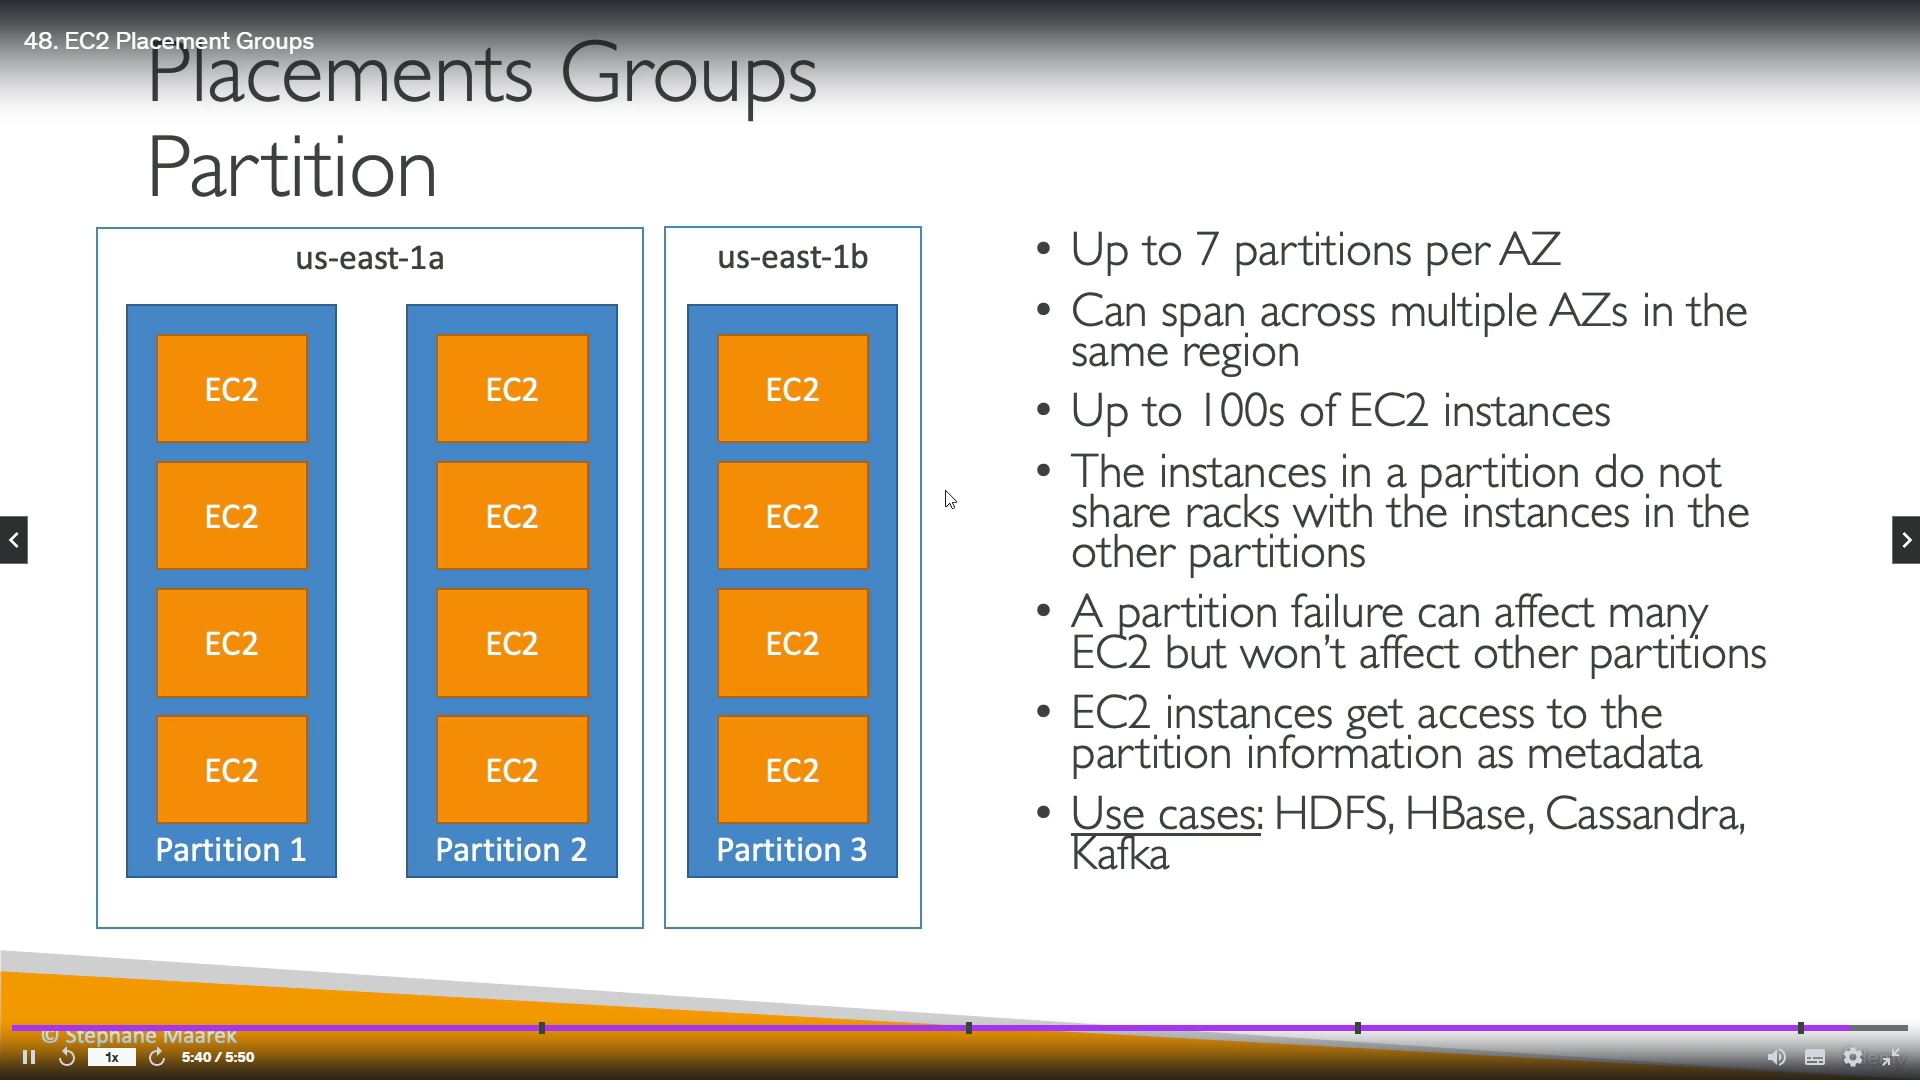 48. EC2 Placement Groups
Placements Groups
Partition
us-east-1a
EC2
EC2
EC2
EC2
Partition 1
EC2
EC2
EC2
EC2
Partition 2
us-east-1b
EC2
EC2
EC2
EC2
Partition 3
• Up to 7 partitions per AZ
• Can span across multiple AZs in the
same region
• Up to 100s of EC2 instances
• The instances in a partition do not
share racks with the instances in the
other partitions
• A partition failure can affect many
EC2 but won't affect other partitions
• EC2 instances get access to the
partition information as metadata
• Use cases: HDFS, HBase, Cassandra,
Kafka
© Stephane Maarek
1x
5:40 / 5:50